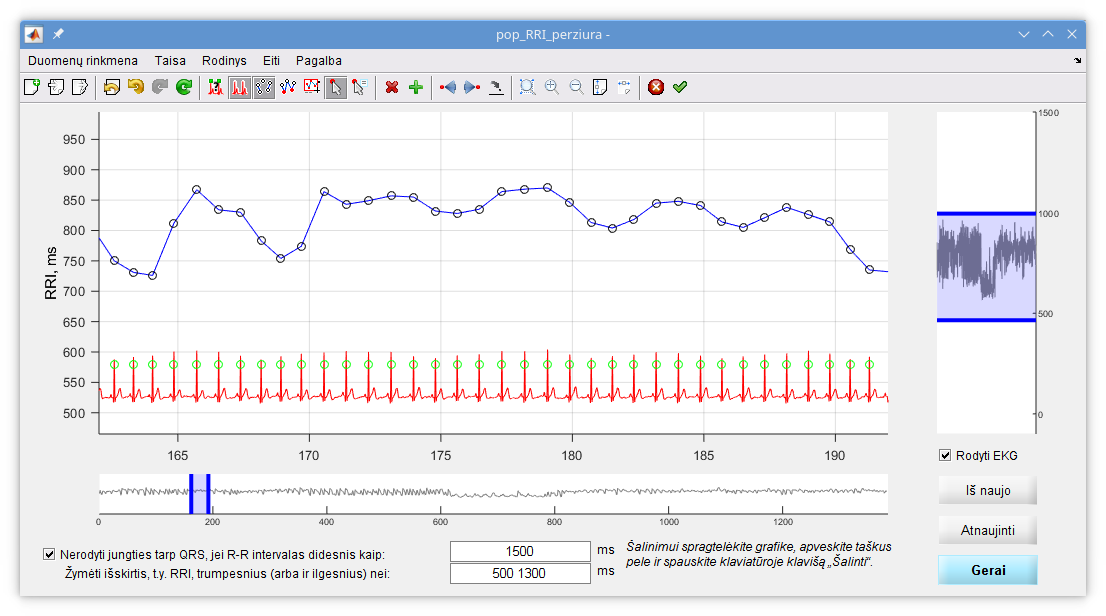 pop_RRI_perziura -
Duomenų rinkmena Taisa Rodinys Eiti Pagalba
950
900
850
800
750
700
650
600
550
500
RRI, ms
165 170 175 180 185 190
1500
1000
500
0
Rodyti EKG
0 200 400 600 800 1000 1200
Iš naujo
Atnaujinti
Gerai
Nerodyti jungties tarp QRS, jei R-R intervalas didesnis kaip: 1500 ms
Žymėti išskirtis, t.y. RRI, trumpesnius (arba ir ilgesnius) nei: 500 1300 ms
Šalinimui spragtelėkite grafike, apveskite taškus
pele ir spauskite klaviatūroje klavišą „Šalinti“.